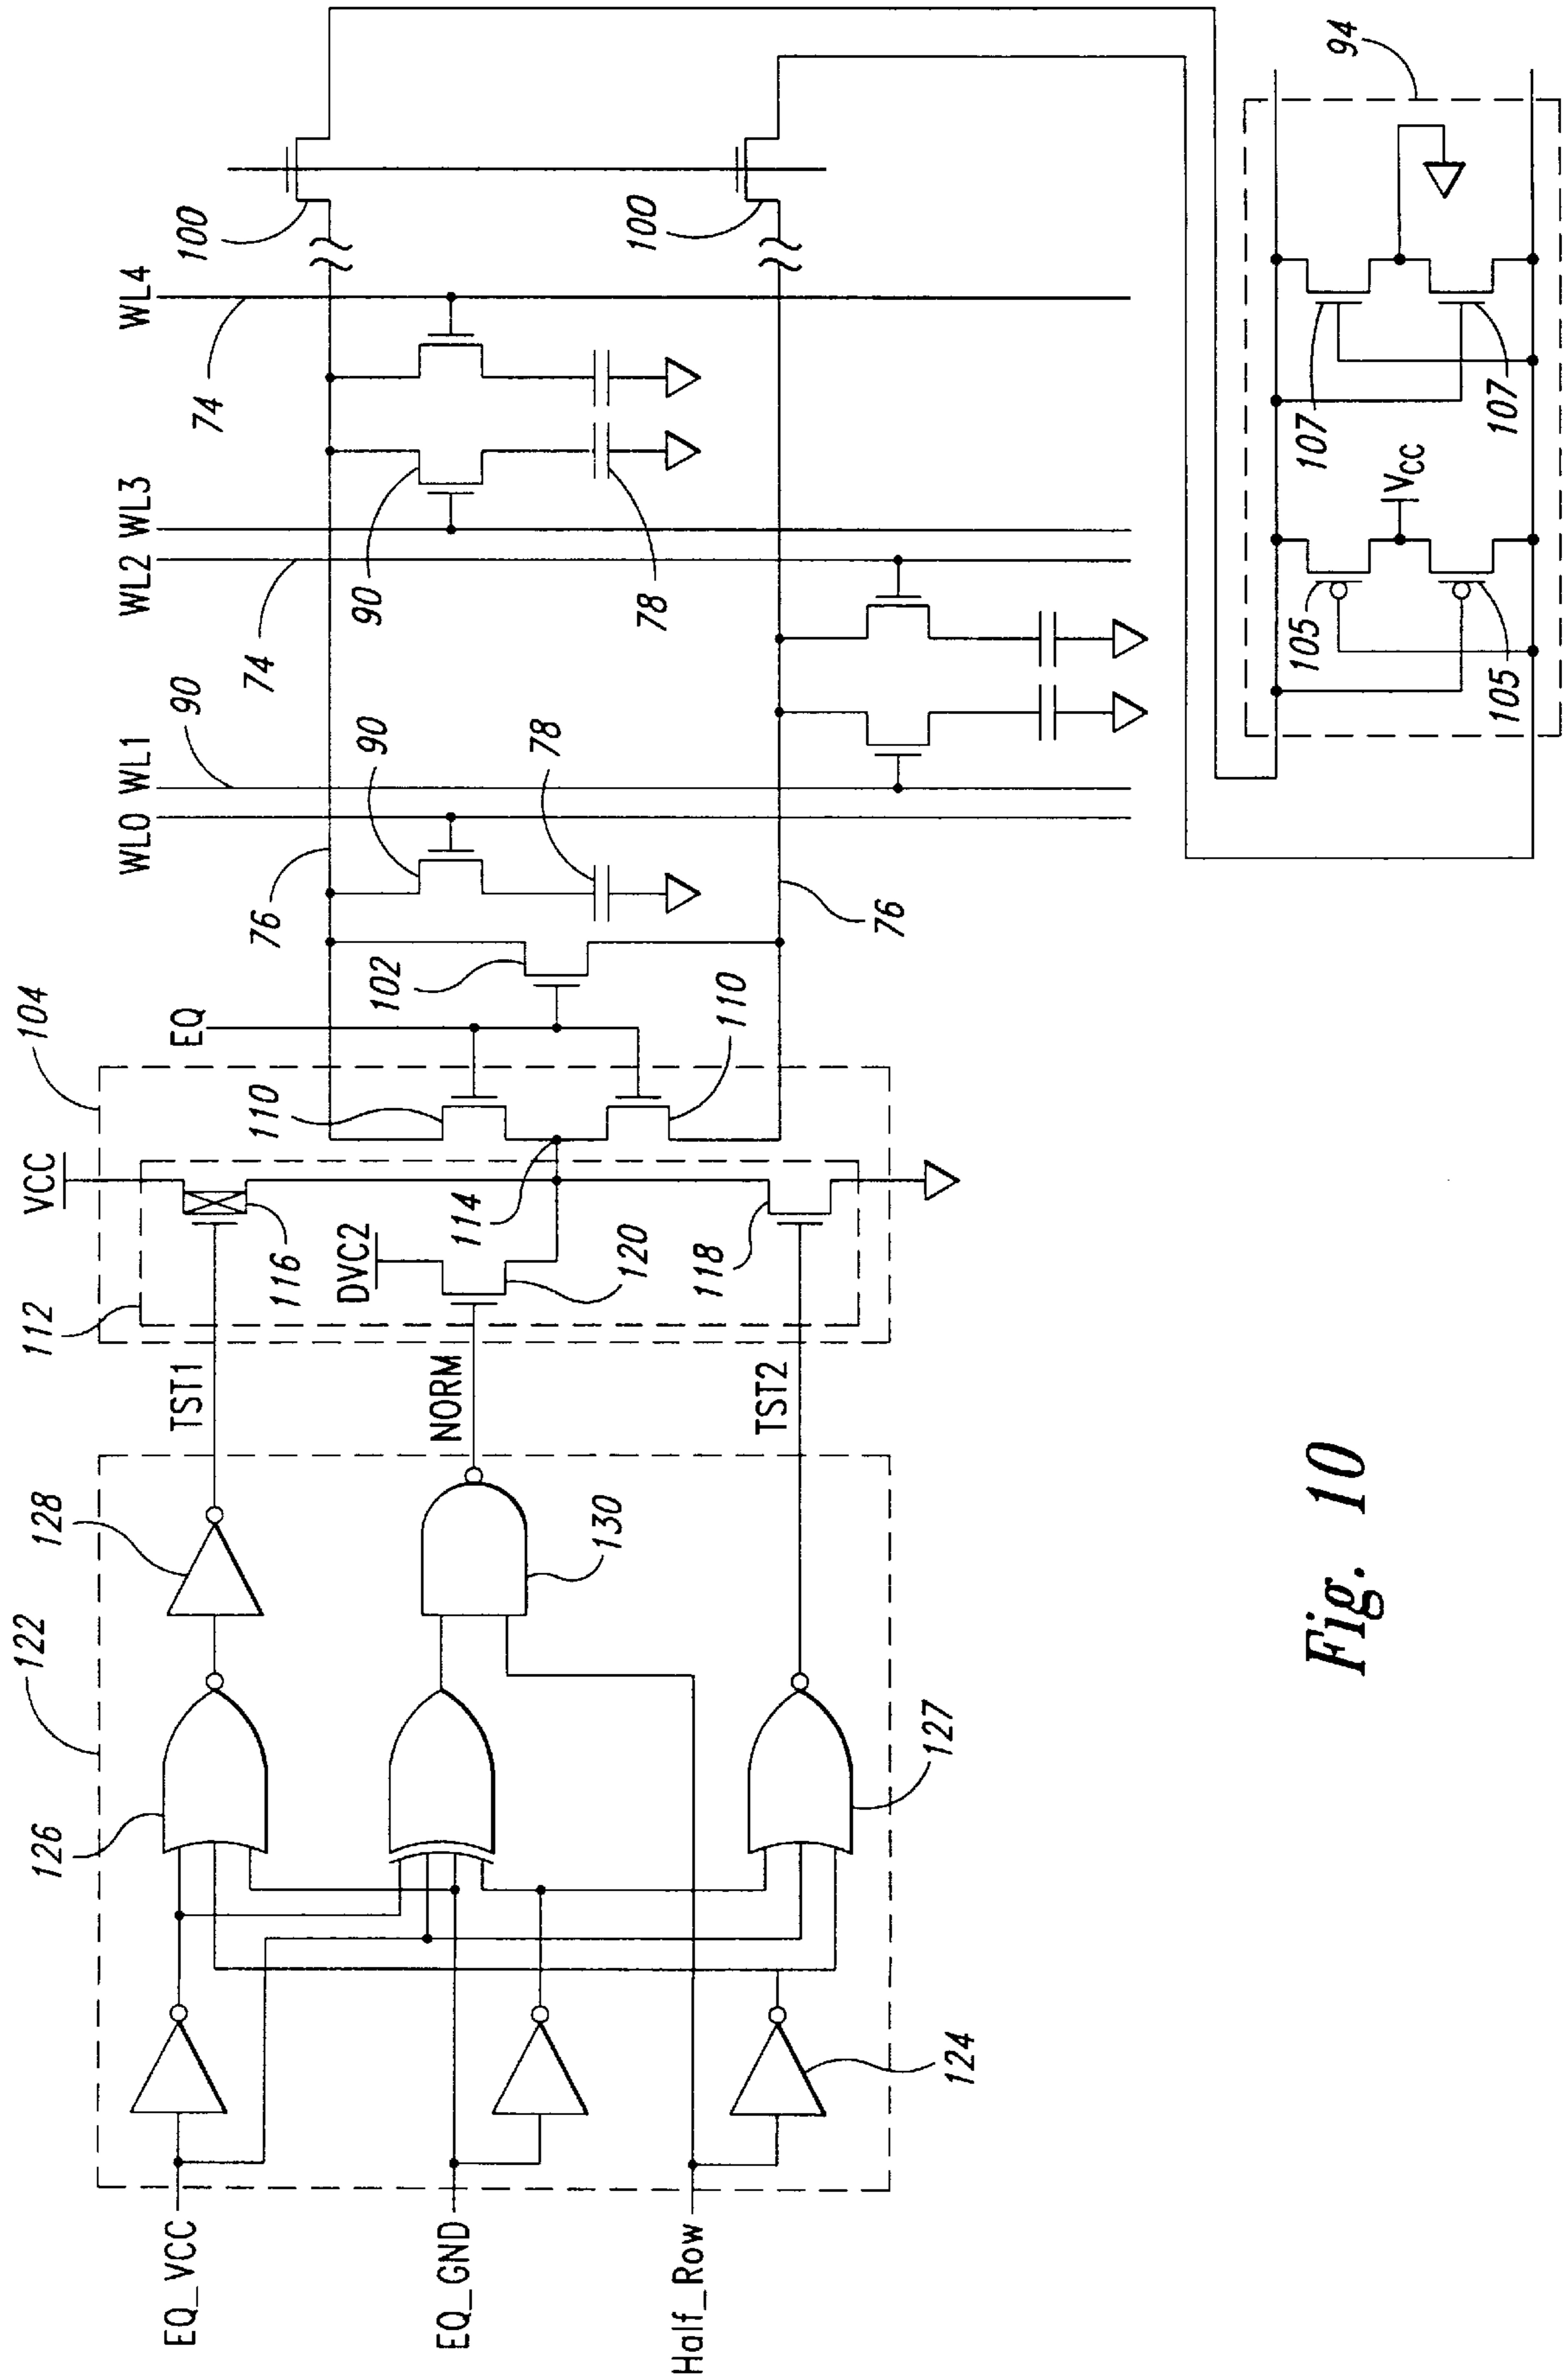 EQ_VCC
EQ_GND
Half_Row
122
126
128
124
127
130
TST1
NORM
TST2
112
104
VCC
116
DVC2
120
114
118
110
110
EQ
102
76
76
WL0
WL1
WL2
WL3
WL4
90
90
90
78
78
74
74
100
100
94
105
105
VCC
107
107
Fig. 10